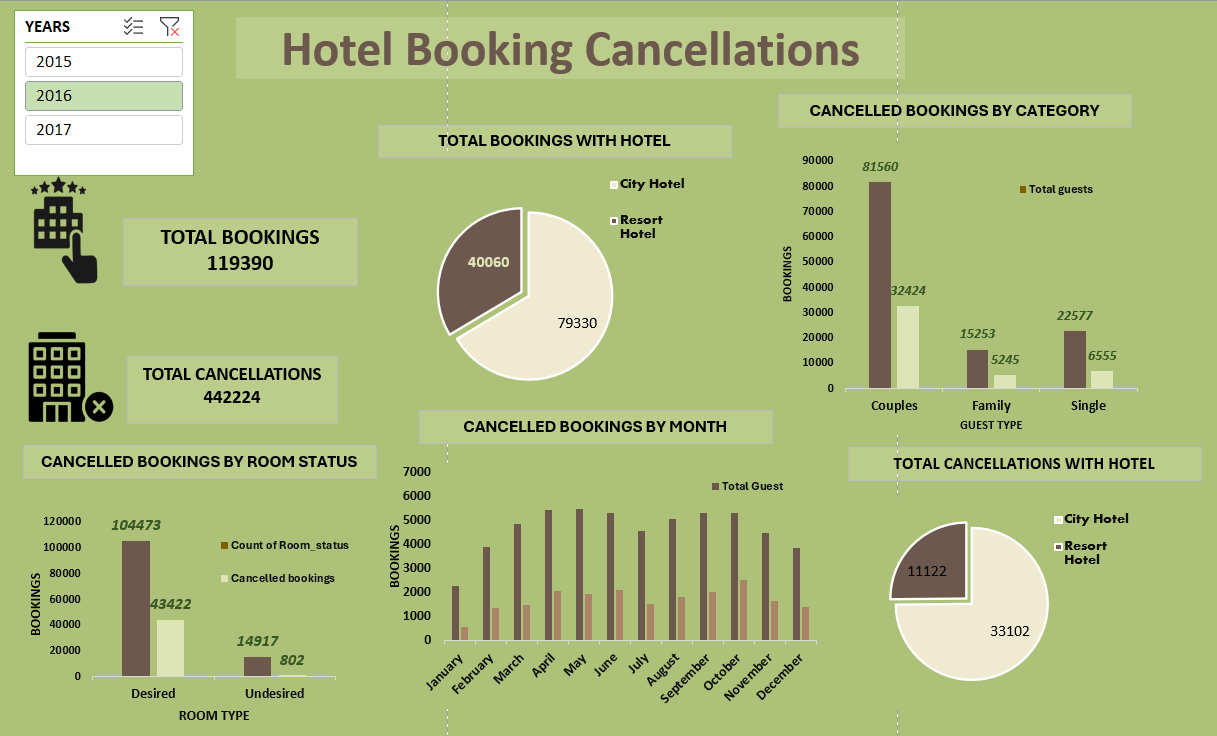 YEARS
2015
2016
2017
Hotel Booking Cancellations
TOTAL BOOKINGS
119390
TOTAL CANCELLATIONS
442224
TOTAL BOOKINGS WITH HOTEL
City Hotel
Resort
Hotel
40060
79330
CANCELLED BOOKINGS BY CATEGORY
90000
80000
70000
60000
50000
40000
30000
20000
10000
0
BOOKINGS
81560
32424
15253
5245
22577
6555
Total guests
Couples
Family
Single
GUEST TYPE
CANCELLED BOOKINGS BY ROOM STATUS
120000
100000
80000
60000
40000
20000
0
BOOKINGS
104473
43422
14917
802
Count of Room_status
Cancelled bookings
Desired
Undesired
ROOM TYPE
CANCELLED BOOKINGS BY MONTH
7000
6000
5000
4000
3000
2000
1000
0
BOOKINGS
Total Guest
January
February
March
April
May
June
July
August
September
October
November
December
TOTAL CANCELLATIONS WITH HOTEL
City Hotel
Resort
Hotel
11122
33102